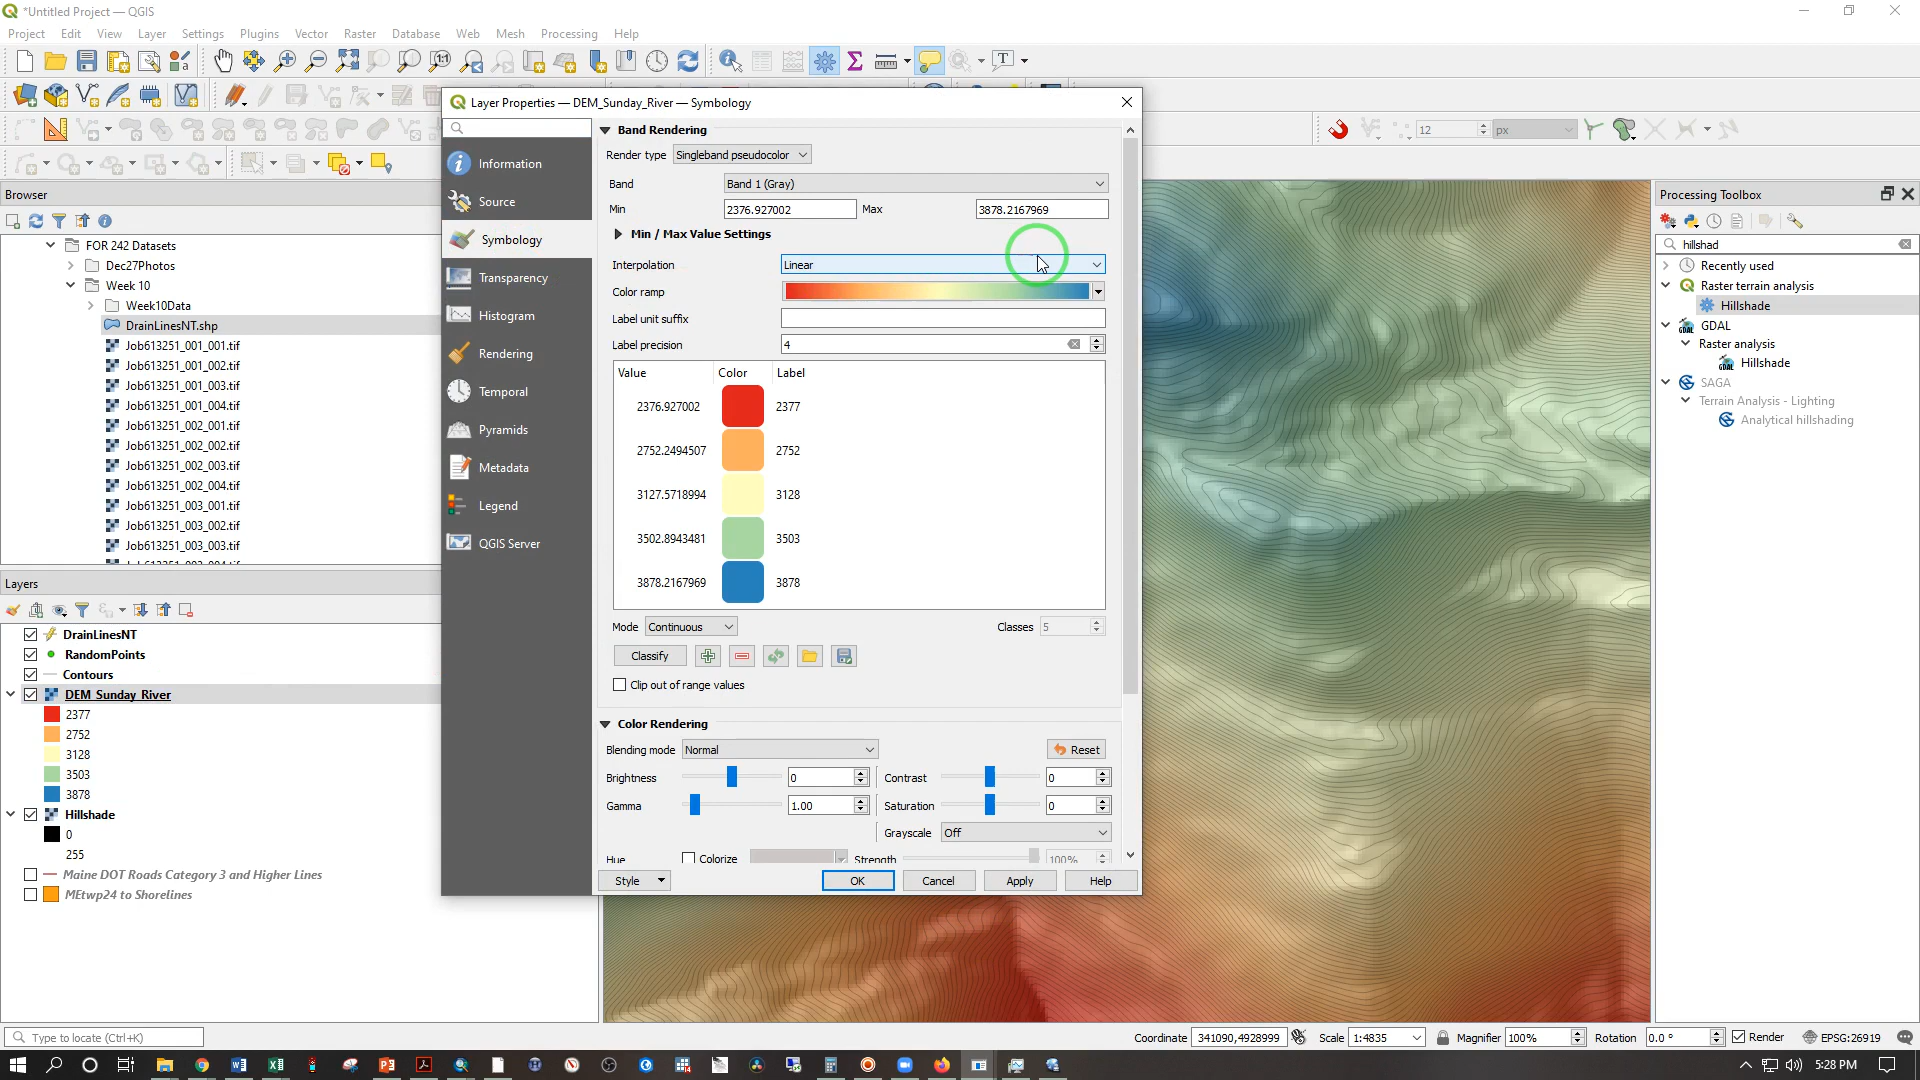 *Untitled Project — QGIS
Project Edit View Layer Settings Plugins Vector Raster Database Web Mesh Processing Help
12 px
Browser
FOR 242 Datasets
Dec27Photos
Week 10
Week10Data
DrainLinesNT.shp
Job613251_001_001.tif
Job613251_001_002.tif
Job613251_001_003.tif
Job613251_001_004.tif
Job613251_002_001.tif
Job613251_002_002.tif
Job613251_002_003.tif
Job613251_002_004.tif
Job613251_003_001.tif
Job613251_003_002.tif
Job613251_003_003.tif
Layers
DrainLinesNT
RandomPoints
Contours
DEM_Sunday_River
2377
2752
3128
3503
3878
Hillshade
0
255
Maine DOT Roads Category 3 and Higher Lines
MEtwp24 to Shorelines
Layer Properties — DEM_Sunday_River — Symbology
Information
Source
Symbology
Transparency
Histogram
Rendering
Temporal
Pyramids
Metadata
Legend
QGIS Server
Band Rendering
Render type Singleband pseudocolor
Band Band 1 (Gray)
Min 2376.927002 Max 3878.2167969
Min / Max Value Settings
Interpolation Linear
Color ramp
Label unit suffix
Label precision 4
Value Color Label
2376.927002 2377
2752.2494507 2752
3127.5718994 3128
3502.8943481 3503
3878.2167969 3878
Mode Continuous Classes 5
Classify
Clip out of range values
Color Rendering
Blending mode Normal Reset
Brightness 0 Contrast 0
Gamma 1.00 Saturation 0
Grayscale Off
Hue Colorize Strength 100%
Style OK Cancel Apply Help
Processing Toolbox
hillshad
Recently used
Raster terrain analysis
Hillshade
GDAL
Raster analysis
Hillshade
SAGA
Terrain Analysis - Lighting
Analytical hillshading
Type to locate (Ctrl+K) Coordinate 341090,4928999 Scale 1:4835 Magnifier 100% Rotation 0.0 ° Render EPSG:26919
5:28 PM